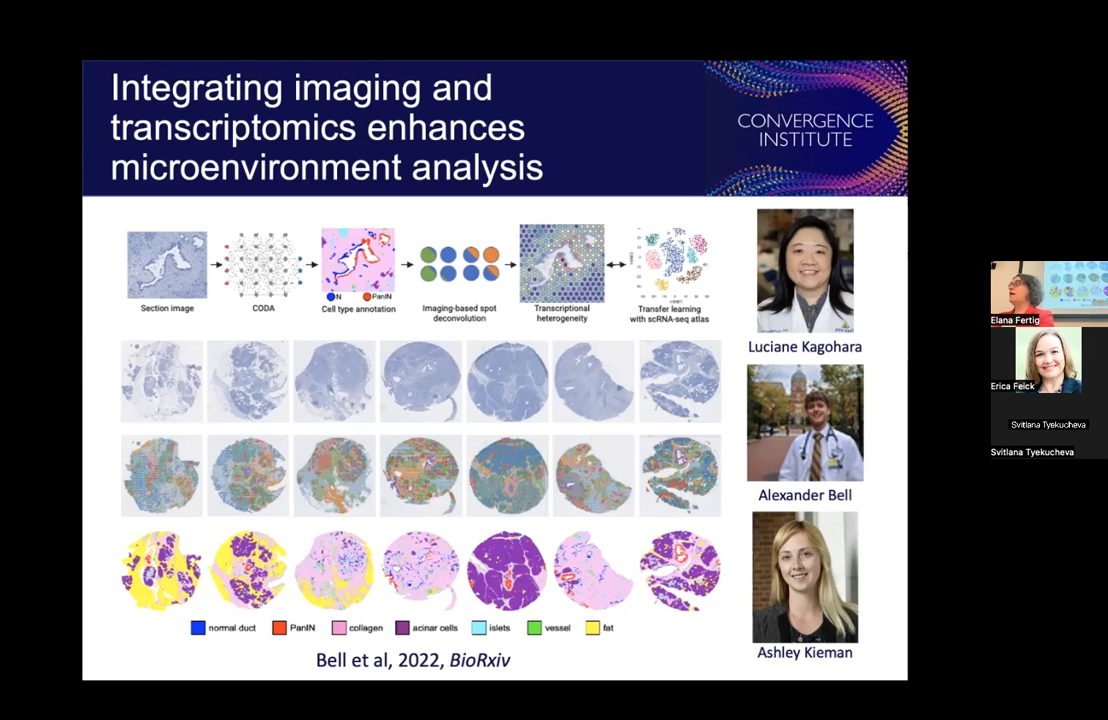 Integrating imaging and
transcriptomics enhances
microenvironment analysis
CONVERGENCE
INSTITUTE
Section image
CODA
N
PanIN
Cell type annotation
Imaging-based spot
deconvolution
Transcriptional
heterogeneity
Transfer learning
with scRNA-seq atlas
Luciane Kagohara
Alexander Bell
Ashley Kieman
normal duct
PanIN
collagen
acinar cells
islets
vessel
fat
Bell et al, 2022, BioRxiv
Elana Fertig
Erica Feick
Svitlana Tyekucheva
Svitlana Tyekucheva